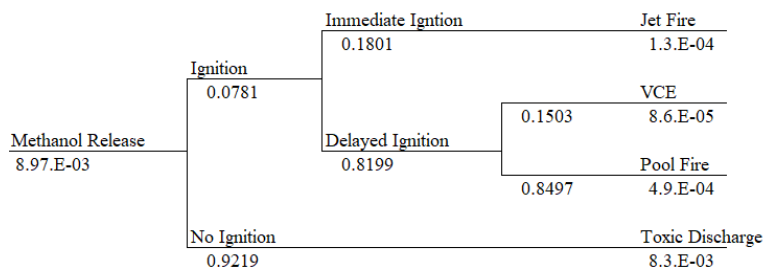 Immediate Igntion Jet Fire
0.1801 1.3.E-04
Ignition
0.0781
VCE
0.1503 8.6.E-05
Methanol Release Delayed Ignition
8.97.E-03 0.8199
Pool Fire
0.8497 4.9.E-04
No Ignition Toxic Discharge
0.9219 8.3.E-03